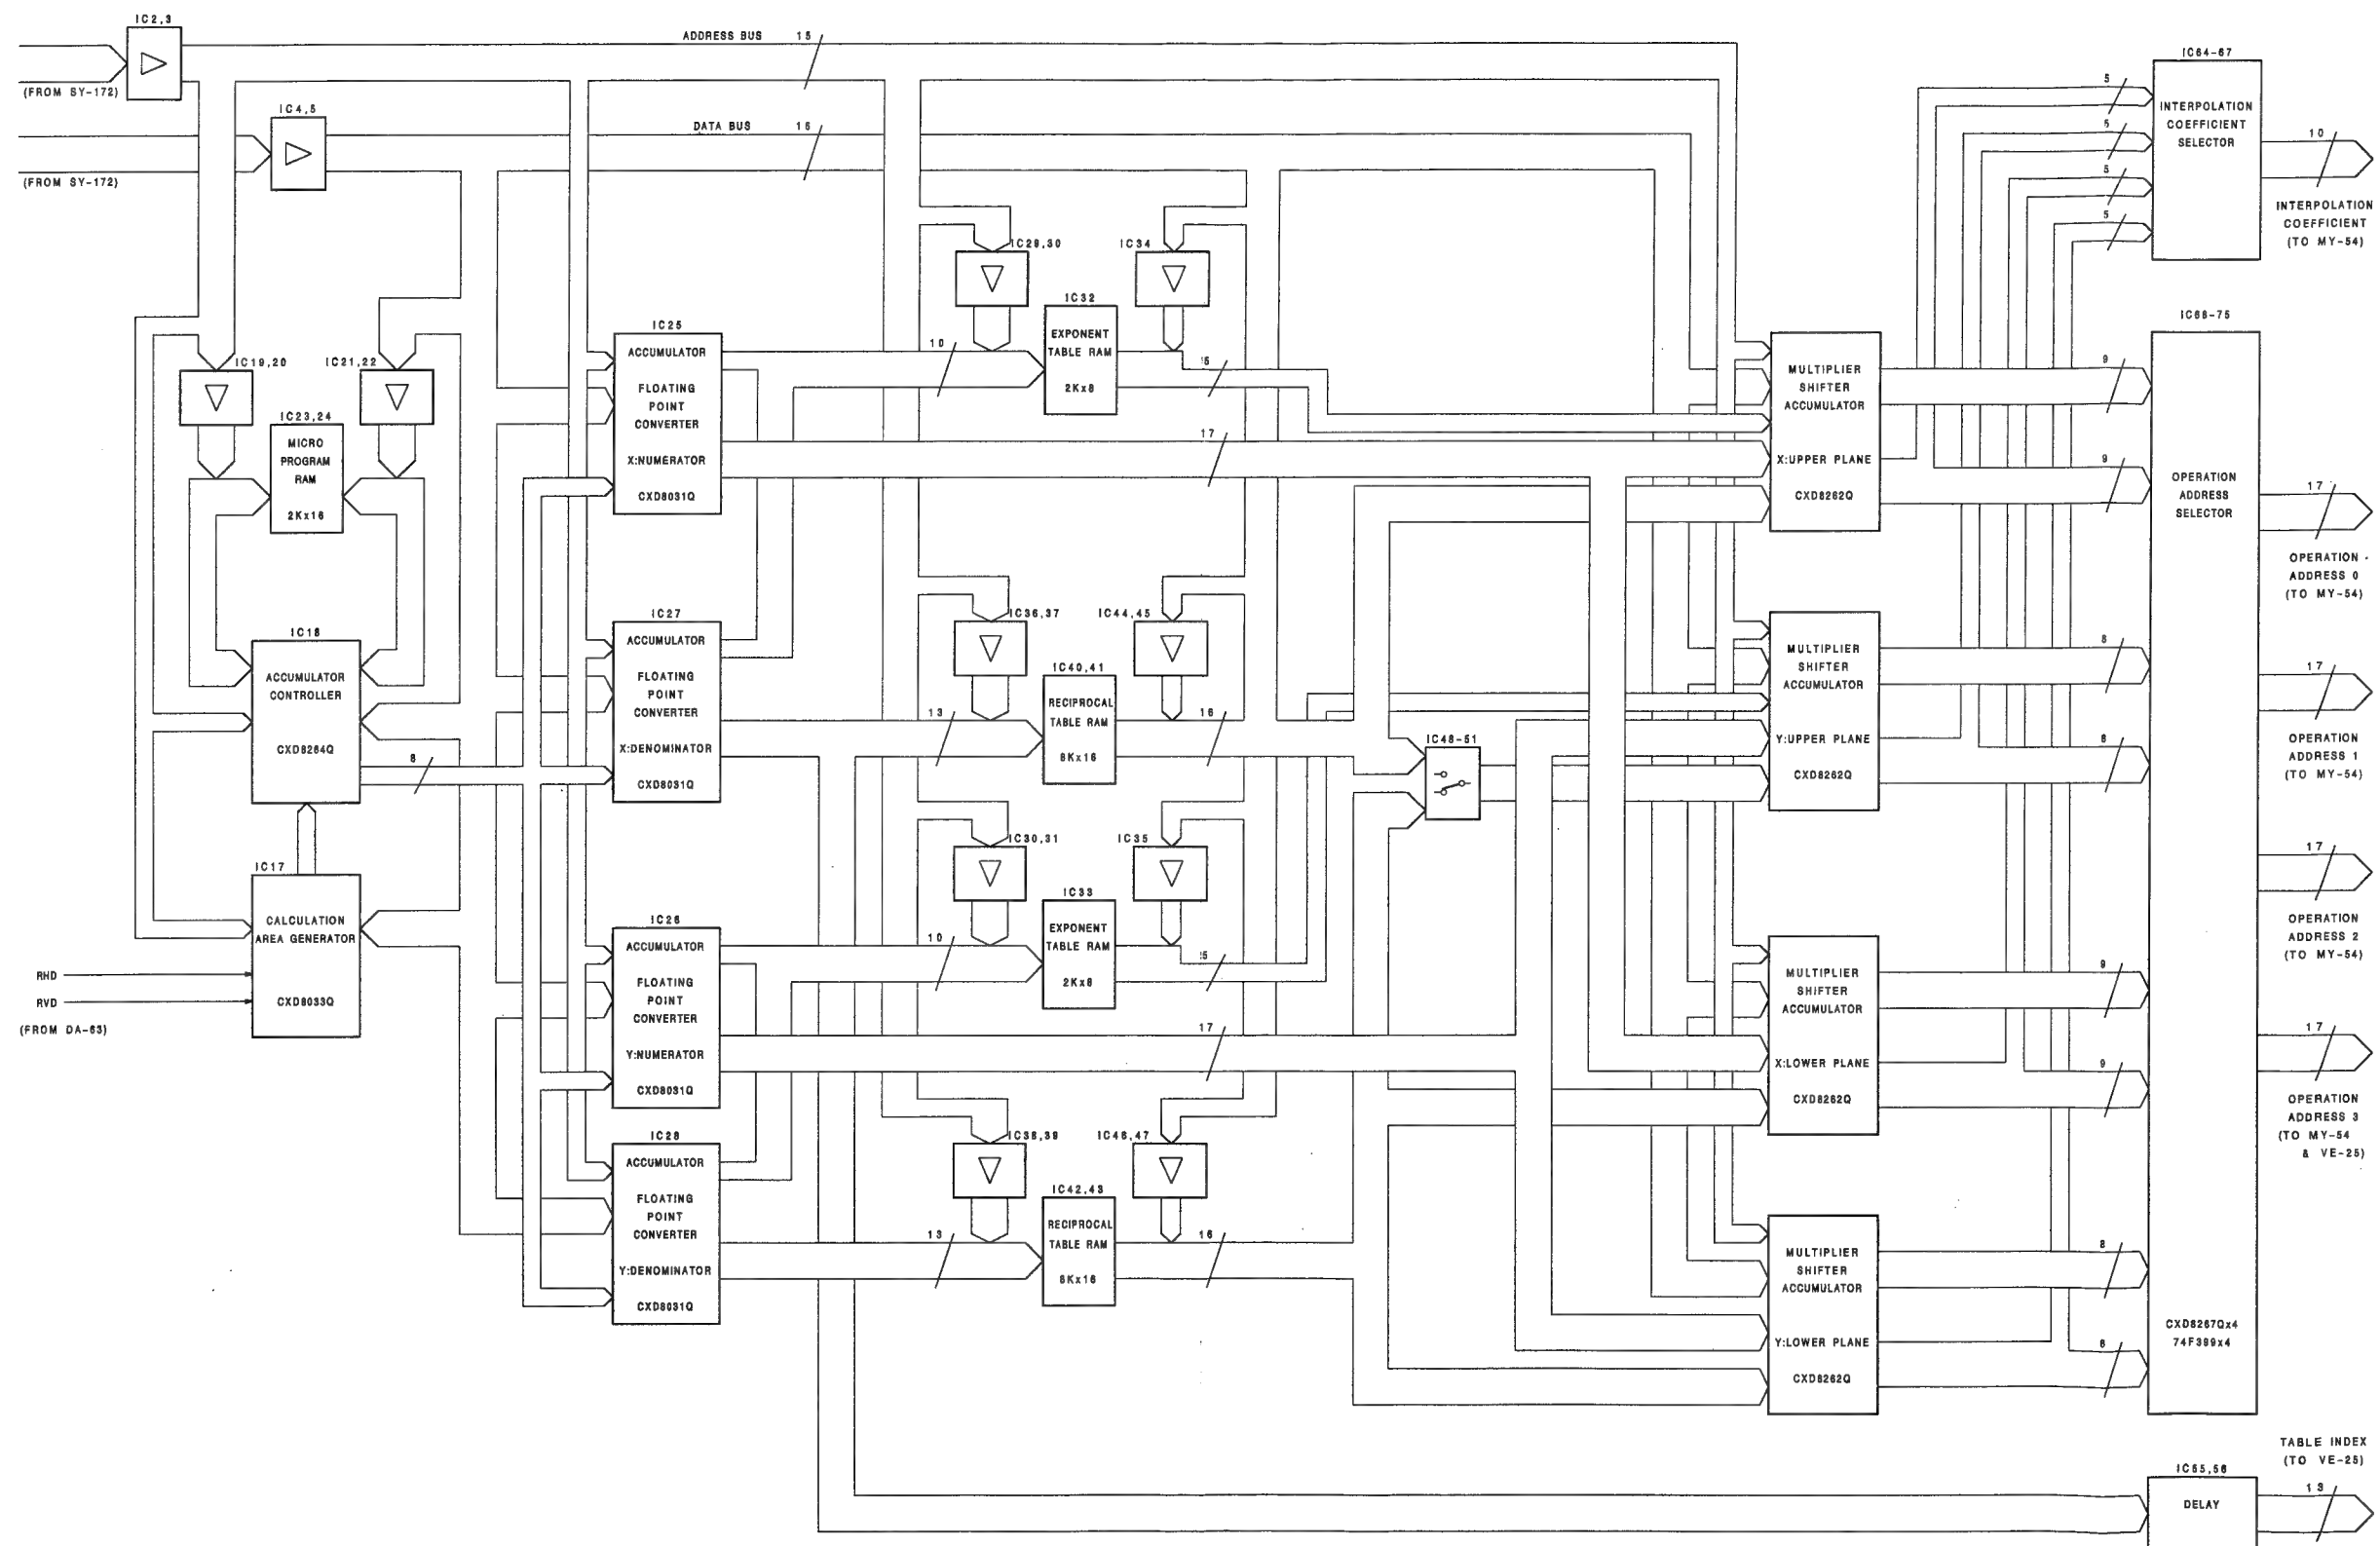 IC2,3
(FROM SY-172)
ADDRESS BUS 15
IC4,5
(FROM SY-172)
DATA BUS 16
IC19,20
IC21,22
IC23,24
MICRO
PROGRAM
RAM
2Kx16
IC18
ACCUMULATOR
CONTROLLER
CXD8264Q
8
IC17
CALCULATION
AREA GENERATOR
CXD8033Q
RHD
RVD
(FROM DA-63)
IC25
ACCUMULATOR
FLOATING
POINT
CONVERTER
X:NUMERATOR
CXD8031Q
IC27
ACCUMULATOR
FLOATING
POINT
CONVERTER
X:DENOMINATOR
CXD8031Q
IC26
ACCUMULATOR
FLOATING
POINT
CONVERTER
Y:NUMERATOR
CXD8031Q
IC28
ACCUMULATOR
FLOATING
POINT
CONVERTER
Y:DENOMINATOR
CXD8031Q
IC29,30
IC34
IC32
EXPONENT
TABLE RAM
2Kx8
10
5
17
IC36,37
IC44,45
IC40,41
RECIPROCAL
TABLE RAM
8Kx16
13
16
IC30,31
IC35
IC33
EXPONENT
TABLE RAM
2Kx8
10
5
17
IC38,39
IC46,47
IC42,43
RECIPROCAL
TABLE RAM
8Kx16
13
16
IC48-51
MULTIPLIER
SHIFTER
ACCUMULATOR
X:UPPER PLANE
CXD8262Q
MULTIPLIER
SHIFTER
ACCUMULATOR
Y:UPPER PLANE
CXD8262Q
MULTIPLIER
SHIFTER
ACCUMULATOR
X:LOWER PLANE
CXD8262Q
MULTIPLIER
SHIFTER
ACCUMULATOR
Y:LOWER PLANE
CXD8262Q
5
5
5
5
IC64-67
INTERPOLATION
COEFFICIENT
SELECTOR
10
INTERPOLATION
COEFFICIENT
(TO MY-54)
9
9
8
8
9
9
8
8
IC68-75
OPERATION
ADDRESS
SELECTOR
CXD8267Qx4
74F399x4
17
OPERATION
ADDRESS 0
(TO MY-54)
17
OPERATION
ADDRESS 1
(TO MY-54)
17
OPERATION
ADDRESS 2
(TO MY-54)
17
OPERATION
ADDRESS 3
(TO MY-54
& VE-25)
TABLE INDEX
(TO VE-25)
IC55,56
DELAY
13